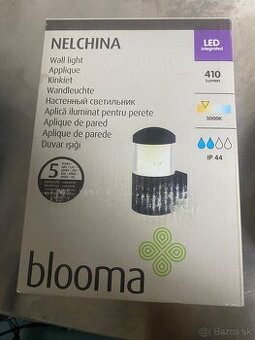 NELCHINA
Wall light
Applique
Kinkiet
Wandleuchte
Настенный светильник
Aplică iluminat pentru perete
Aplique de pared
Aplique de parede
Duvar ışığı
LED
integrated
410
Lumen
3000K
IP 44
5
blooma
bazos.sk